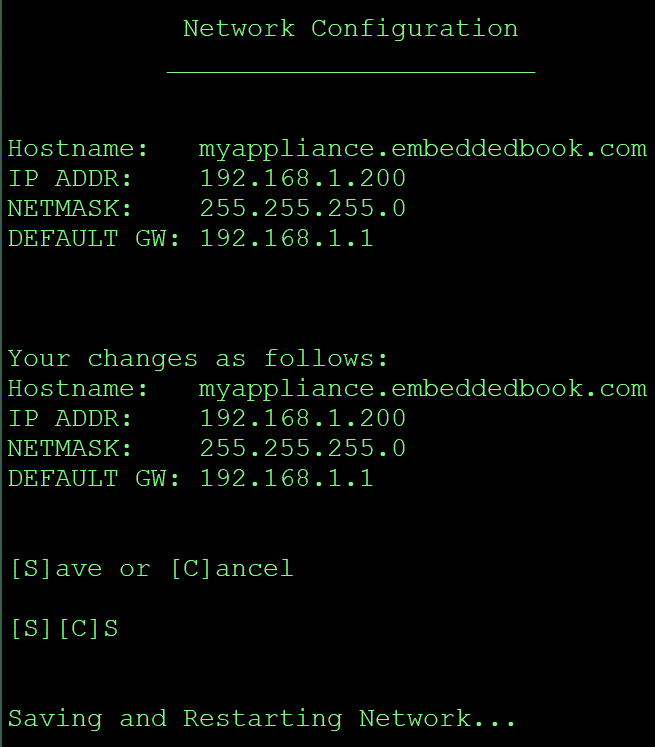 Network Configuration
Hostname: myappliance.embeddedbook.com
IP ADDR: 192.168.1.200
NETMASK: 255.255.255.0
DEFAULT GW: 192.168.1.1
Your changes as follows:
Hostname: myappliance.embeddedbook.com
IP ADDR: 192.168.1.200
NETMASK: 255.255.255.0
DEFAULT GW: 192.168.1.1
[S]ave or [C]ancel
[S][C]S
Saving and Restarting Network...